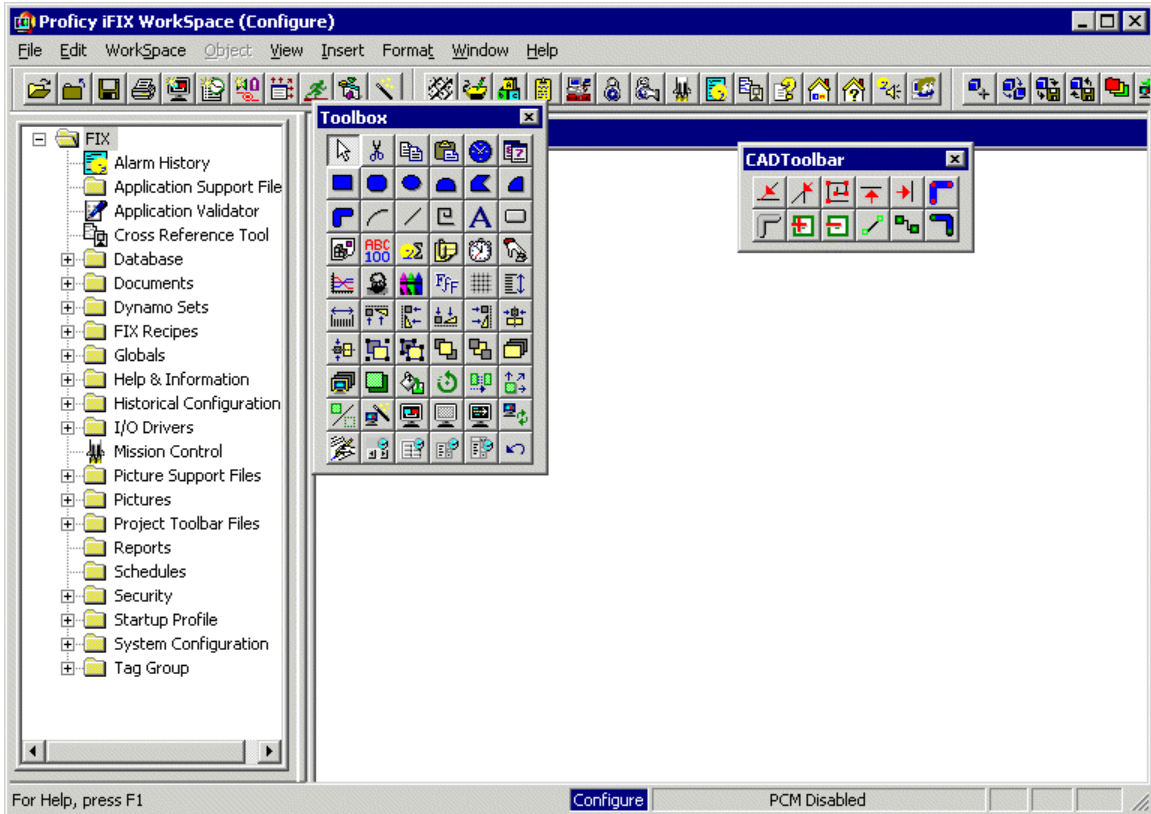 Proficy iFIX WorkSpace (Configure)
File Edit WorkSpace Object View Insert Format Window Help
Toolbox
ABC
100
A
CADToolbar
FIX
Alarm History
Application Support File
Application Validator
Cross Reference Tool
Database
Documents
Dynamo Sets
FIX Recipes
Globals
Help & Information
Historical Configuration
I/O Drivers
Mission Control
Picture Support Files
Pictures
Project Toolbar Files
Reports
Schedules
Security
Startup Profile
System Configuration
Tag Group
For Help, press F1
Configure
PCM Disabled